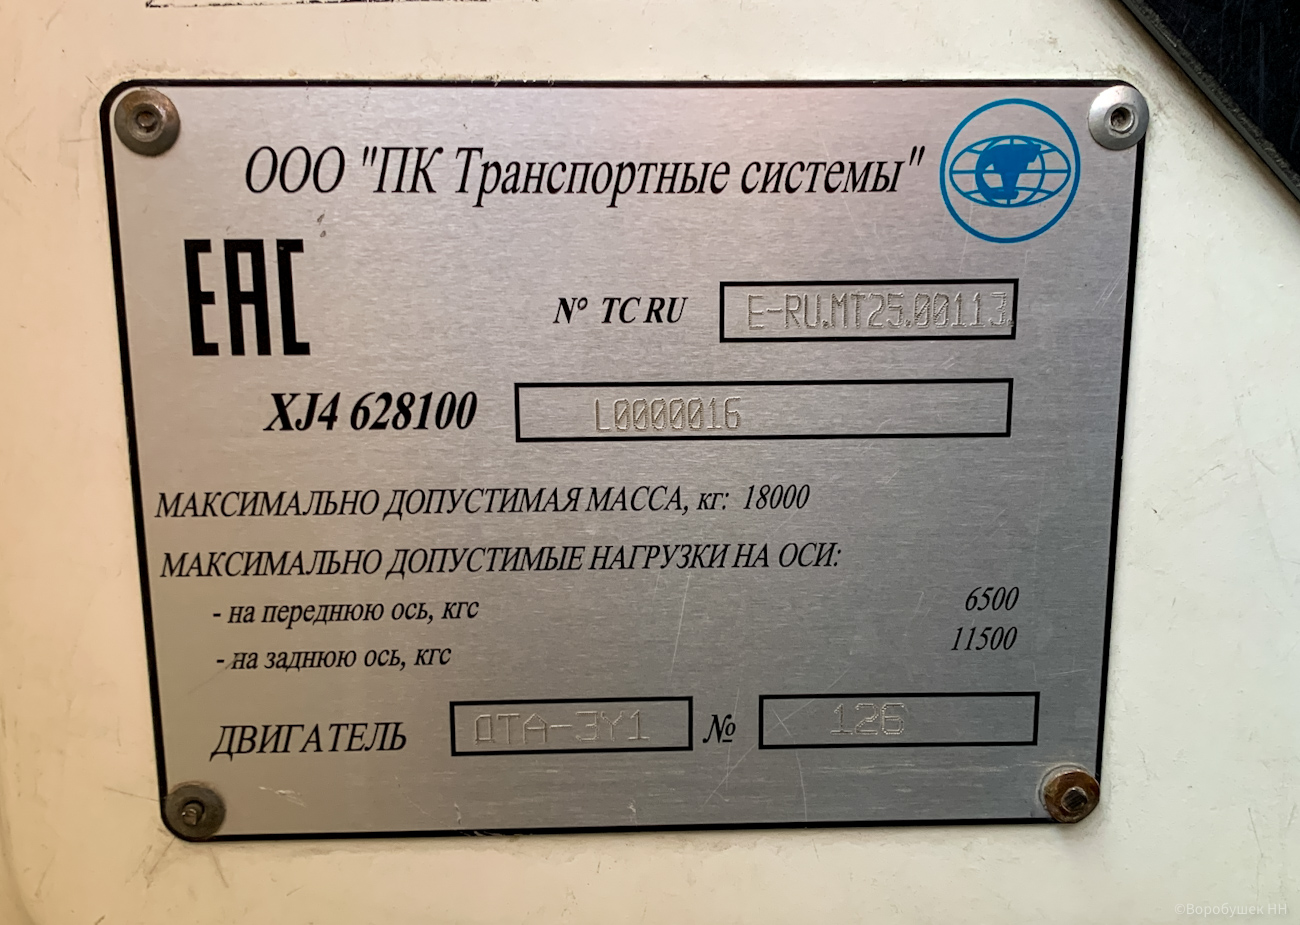 ООО "ПК Транспортные системы"
ЕАС
N° TC RU E-RU.MT25.00113.
XJ4 628100 L0000016
МАКСИМАЛЬНО ДОПУСТИМАЯ МАССА, кг: 18000
МАКСИМАЛЬНО ДОПУСТИМЫЕ НАГРУЗКИ НА ОСИ:
- на переднюю ось, кгс 6500
- на заднюю ось, кгс 11500
ДВИГАТЕЛЬ ДТА-3У1 № 126
©Воробушек НН